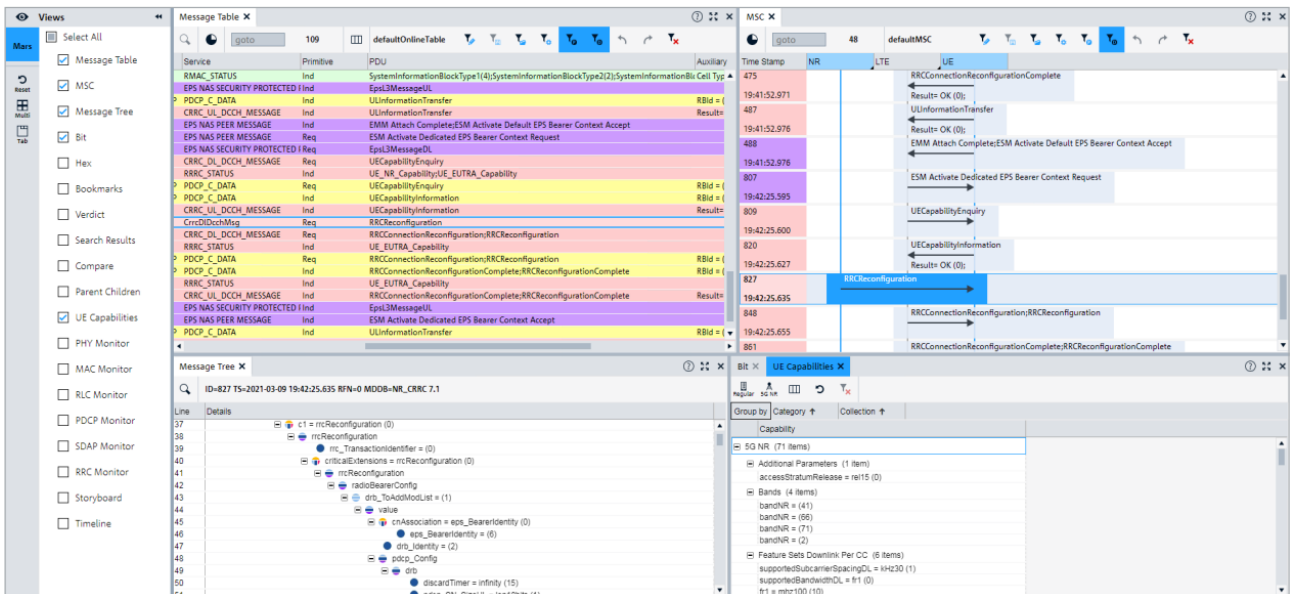 Views
Mars
Reset
Multi
Tab
Select All
Message Table
MSC
Message Tree
Bit
Hex
Bookmarks
Verdict
Search Results
Compare
Parent Children
UE Capabilities
PHY Monitor
MAC Monitor
RLC Monitor
PDCP Monitor
SDAP Monitor
RRC Monitor
Storyboard
Timeline
Message Table
goto 109 defaultOnlineTable
Service Primitive PDU Auxiliary
RMAC_STATUS Ind SystemInformationBlockType1(4);SystemInformationBlockType2(2);SystemInformationBlo Cell Typ
EPS NAS SECURITY PROTECTED I Ind EpsL3MessageUL
PDCP_C_DATA Ind ULInformationTransfer RBId = (
CRRC_UL_DCCH_MESSAGE Ind ULInformationTransfer Result=
EPS NAS PEER MESSAGE Ind EMM Attach Complete;ESM Activate Default EPS Bearer Context Accept
EPS NAS PEER MESSAGE Req ESM Activate Dedicated EPS Bearer Context Request
EPS NAS SECURITY PROTECTED I Req EpsL3MessageDL
CRRC_DL_DCCH_MESSAGE Req UECapabilityEnquiry
RRRC_STATUS Ind UE_NR_Capability;UE_EUTRA_Capability
PDCP_C_DATA Req UECapabilityEnquiry RBId = (
PDCP_C_DATA Ind UECapabilityInformation RBId = (
CRRC_UL_DCCH_MESSAGE Ind UECapabilityInformation Result=
CrrcDlDcchMsg Req RRCReconfiguration
CRRC_DL_DCCH_MESSAGE Req RRCConnectionReconfiguration;RRCReconfiguration
RRRC_STATUS Ind UE_EUTRA_Capability
PDCP_C_DATA Req RRCConnectionReconfiguration;RRCReconfiguration RBId = (
PDCP_C_DATA Ind RRCConnectionReconfigurationComplete;RRCReconfigurationComplete RBId = (
RRRC_STATUS Ind UE_EUTRA_Capability
CRRC_UL_DCCH_MESSAGE Ind RRCConnectionReconfigurationComplete;RRCReconfigurationComplete Result=
EPS NAS SECURITY PROTECTED I Ind EpsL3MessageUL
EPS NAS PEER MESSAGE Ind ESM Activate Dedicated EPS Bearer Context Accept
PDCP_C_DATA Ind ULInformationTransfer RBId = (
MSC
goto 48 defaultMSC
Time Stamp NR LTE UE
475 RRCConnectionReconfigurationComplete
19:41:52.971 Result= OK (0);
487 ULInformationTransfer
19:41:52.976 Result= OK (0);
488 EMM Attach Complete;ESM Activate Default EPS Bearer Context Accept
19:41:52.976
807 ESM Activate Dedicated EPS Bearer Context Request
19:42:25.595
809 UECapabilityEnquiry
19:42:25.600
820 UECapabilityInformation
19:42:25.627 Result= OK (0);
827 RRCReconfiguration
19:42:25.635
848 RRCConnectionReconfiguration;RRCReconfiguration
19:42:25.655
861 RRCConnectionReconfigurationComplete;RRCReconfigurationComplete
Message Tree
ID=827 TS=2021-03-09 19:42:25.635 RFN=0 MDDB=NR_CRRC 7.1
Line Details
37 c1 = rrcReconfiguration (0)
38 rrcReconfiguration
39 rrc_TransactionIdentifier = (0)
40 criticalExtensions = rrcReconfiguration (0)
41 rrcReconfiguration
42 radioBearerConfig
43 drb_ToAddModList = (1)
44 value
45 cnAssociation = eps_BearerIdentity (0)
46 eps_BearerIdentity = (6)
47 drb_Identity = (2)
48 pdcp_Config
49 drb
50 discardTimer = infinity (15)
Bit UE Capabilities
Regular 5G NR
Group by Category Collection
Capability
5G NR (71 items)
Additional Parameters (1 item)
accessStratumRelease = rel15 (0)
Bands (4 items)
bandNR = (41)
bandNR = (66)
bandNR = (71)
bandNR = (2)
Feature Sets Downlink Per CC (6 items)
supportedSubcarrierSpacingDL = kHz30 (1)
supportedBandwidthDL = fr1 (0)
fr1 = mhz100 (10)